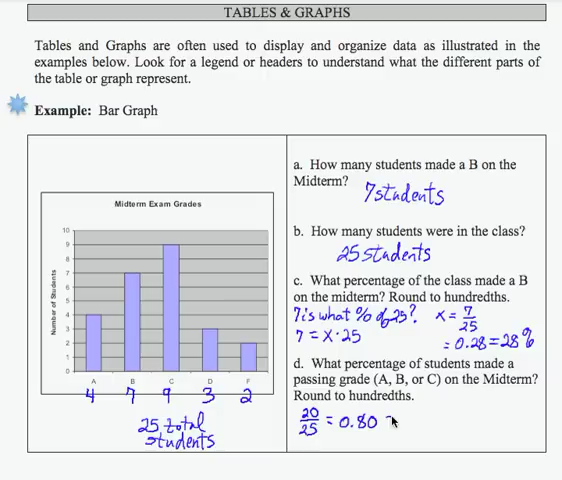 TABLES & GRAPHS
Tables and Graphs are often used to display and organize data as illustrated in the
examples below. Look for a legend or headers to understand what the different parts of
the table or graph represent.
Example: Bar Graph
Midterm Exam Grades
Number of Students
10
9
8
7
6
5
4
3
2
1
0
A B C D F
4 7 9 3 2
25 total
students
a. How many students made a B on the
Midterm?
7 students
b. How many students were in the class?
25 students
c. What percentage of the class made a B
on the midterm? Round to hundredths.
7 is what % of 25? x = 7/25
7 = x · 25
= 0.28 = 28%
d. What percentage of students made a
passing grade (A, B, or C) on the Midterm?
Round to hundredths.
20/25 = 0.80